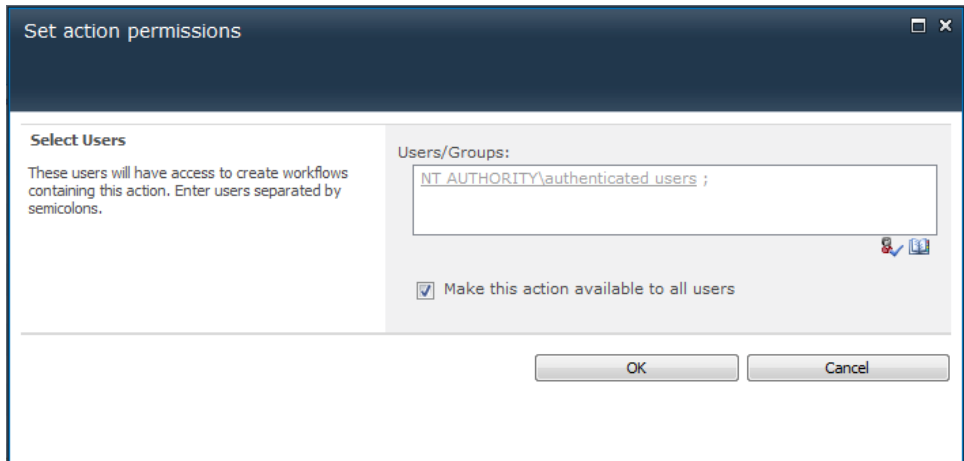 Set action permissions
Select Users
These users will have access to create workflows
containing this action. Enter users separated by
semicolons.
Users/Groups:
NT AUTHORITY\authenticated users ;
Make this action available to all users
OK
Cancel